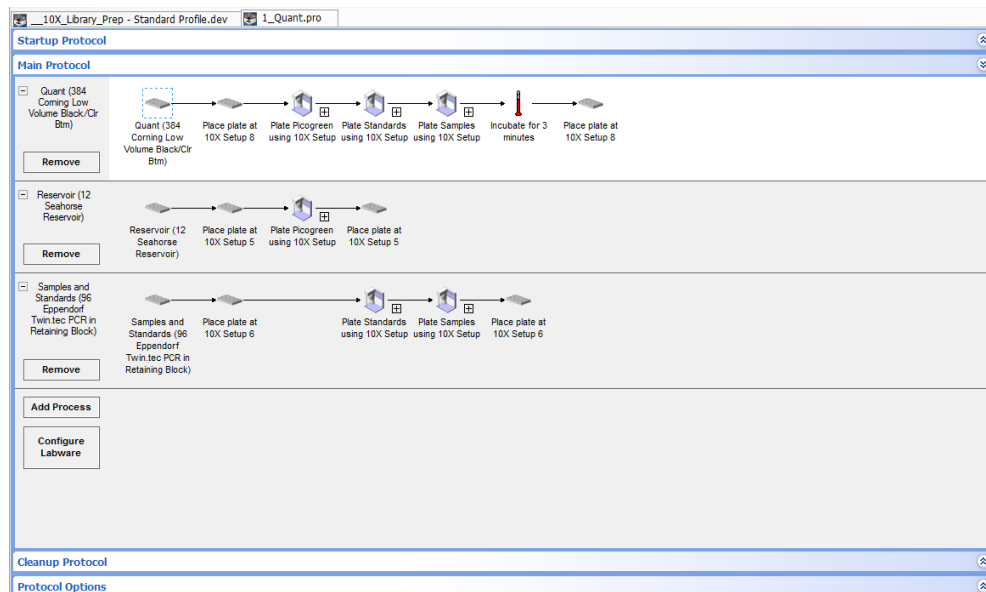 __10X_Library_Prep - Standard Profile.dev
1_Quant.pro
Startup Protocol
Main Protocol
Quant (384
Corning Low
Volume Black/Clr
Btm)
Remove
Quant (384
Corning Low
Volume Black/Clr
Btm)
Place plate at
10X Setup 8
Plate Picogreen
using 10X Setup
Plate Standards
using 10X Setup
Plate Samples
using 10X Setup
Incubate for 3
minutes
Place plate at
10X Setup 8
Reservoir (12
Seahorse
Reservoir)
Remove
Reservoir (12
Seahorse
Reservoir)
Place plate at
10X Setup 5
Plate Picogreen
using 10X Setup
Place plate at
10X Setup 5
Samples and
Standards (96
Eppendorf
Twin.tec PCR in
Retaining Block)
Remove
Samples and
Standards (96
Eppendorf
Twin.tec PCR in
Retaining Block)
Place plate at
10X Setup 6
Plate Standards
using 10X Setup
Plate Samples
using 10X Setup
Place plate at
10X Setup 6
Add Process
Configure
Labware
Cleanup Protocol
Protocol Options